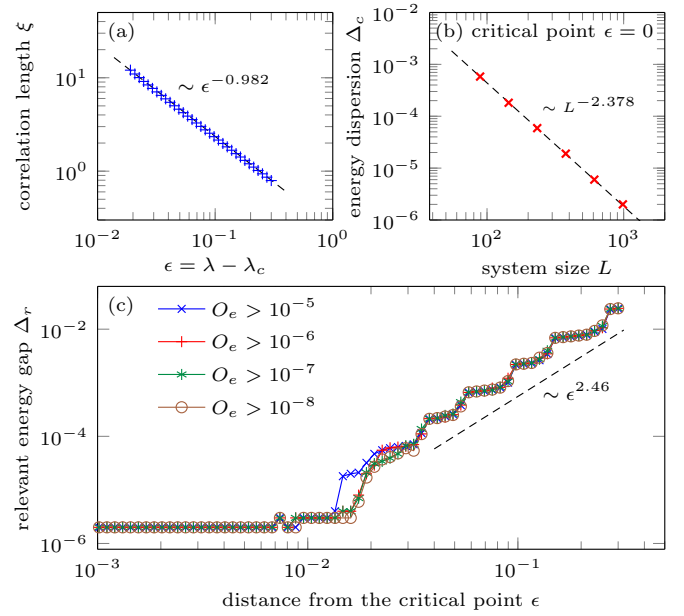 (a)
correlation length ξ
10^1
10^0
∼ ϵ^−0.982
10^−2
10^−1
10^0
ϵ = λ − λ_c
(b) critical point ϵ = 0
energy dispersion Δ_c
10^−2
10^−3
10^−4
10^−5
10^−6
∼ L^−2.378
10^2
10^3
system size L
(c)
relevant energy gap Δ_r
10^−2
10^−4
10^−6
O_e > 10^−5
O_e > 10^−6
O_e > 10^−7
O_e > 10^−8
∼ ϵ^2.46
10^−3
10^−2
10^−1
distance from the critical point ϵ